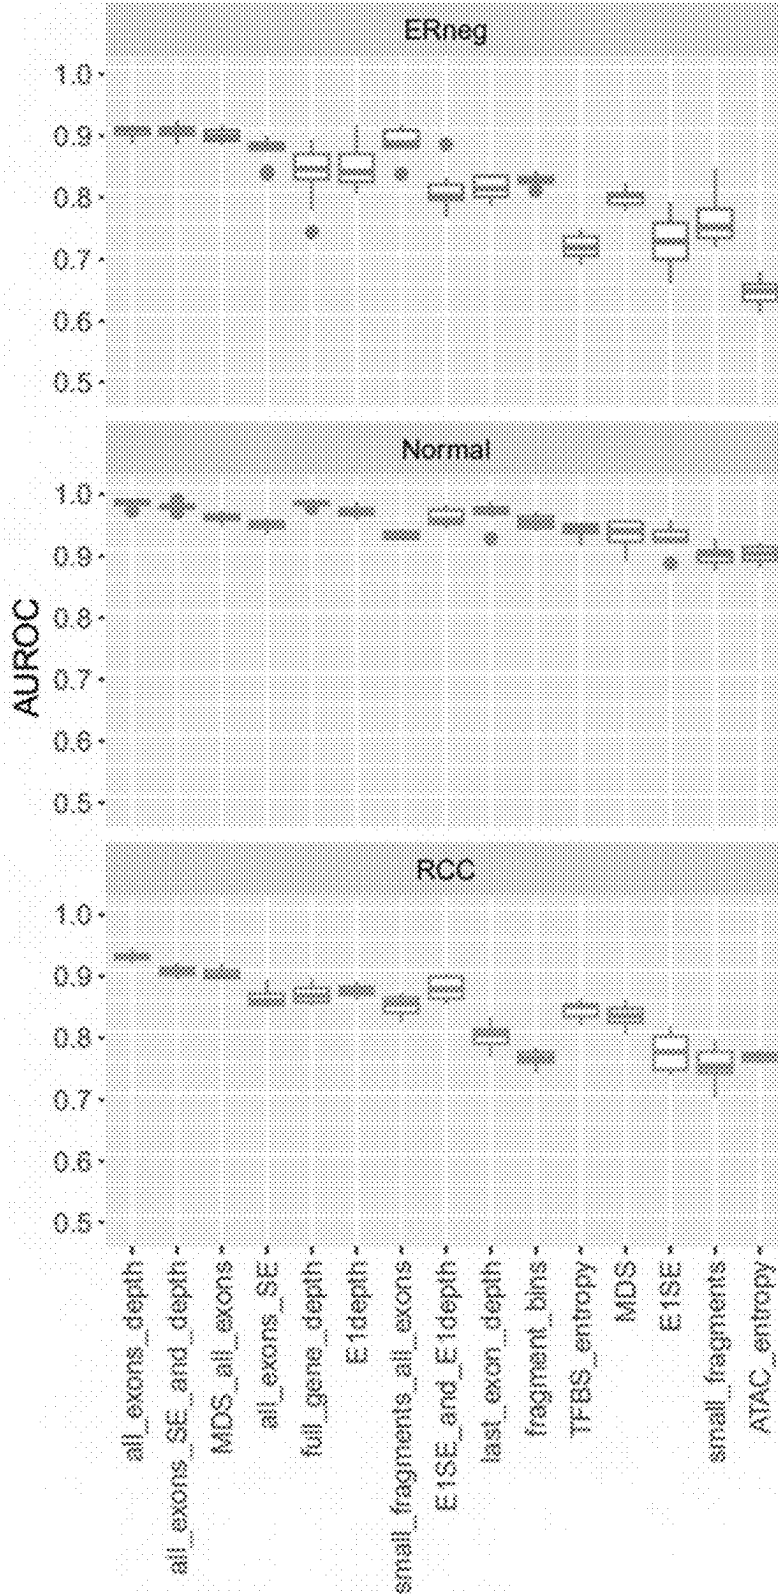 ERneg
1.0
0.9
0.8
0.7
0.6
0.5
Normal
1.0
0.9
0.8
0.7
0.6
0.5
AUROC
RCC
1.0
0.9
0.8
0.7
0.6
0.5
all_exons_depth
all_exons_SE_and_depth
MDS_all_exons
all_exons_SE
full_gene_depth
E1depth
small_fragments_all_exons
E1SE_and_E1depth
last_exon_depth
fragment_bins
TFBS_entropy
MDS
E1SE
small_fragments
ATAC_entropy